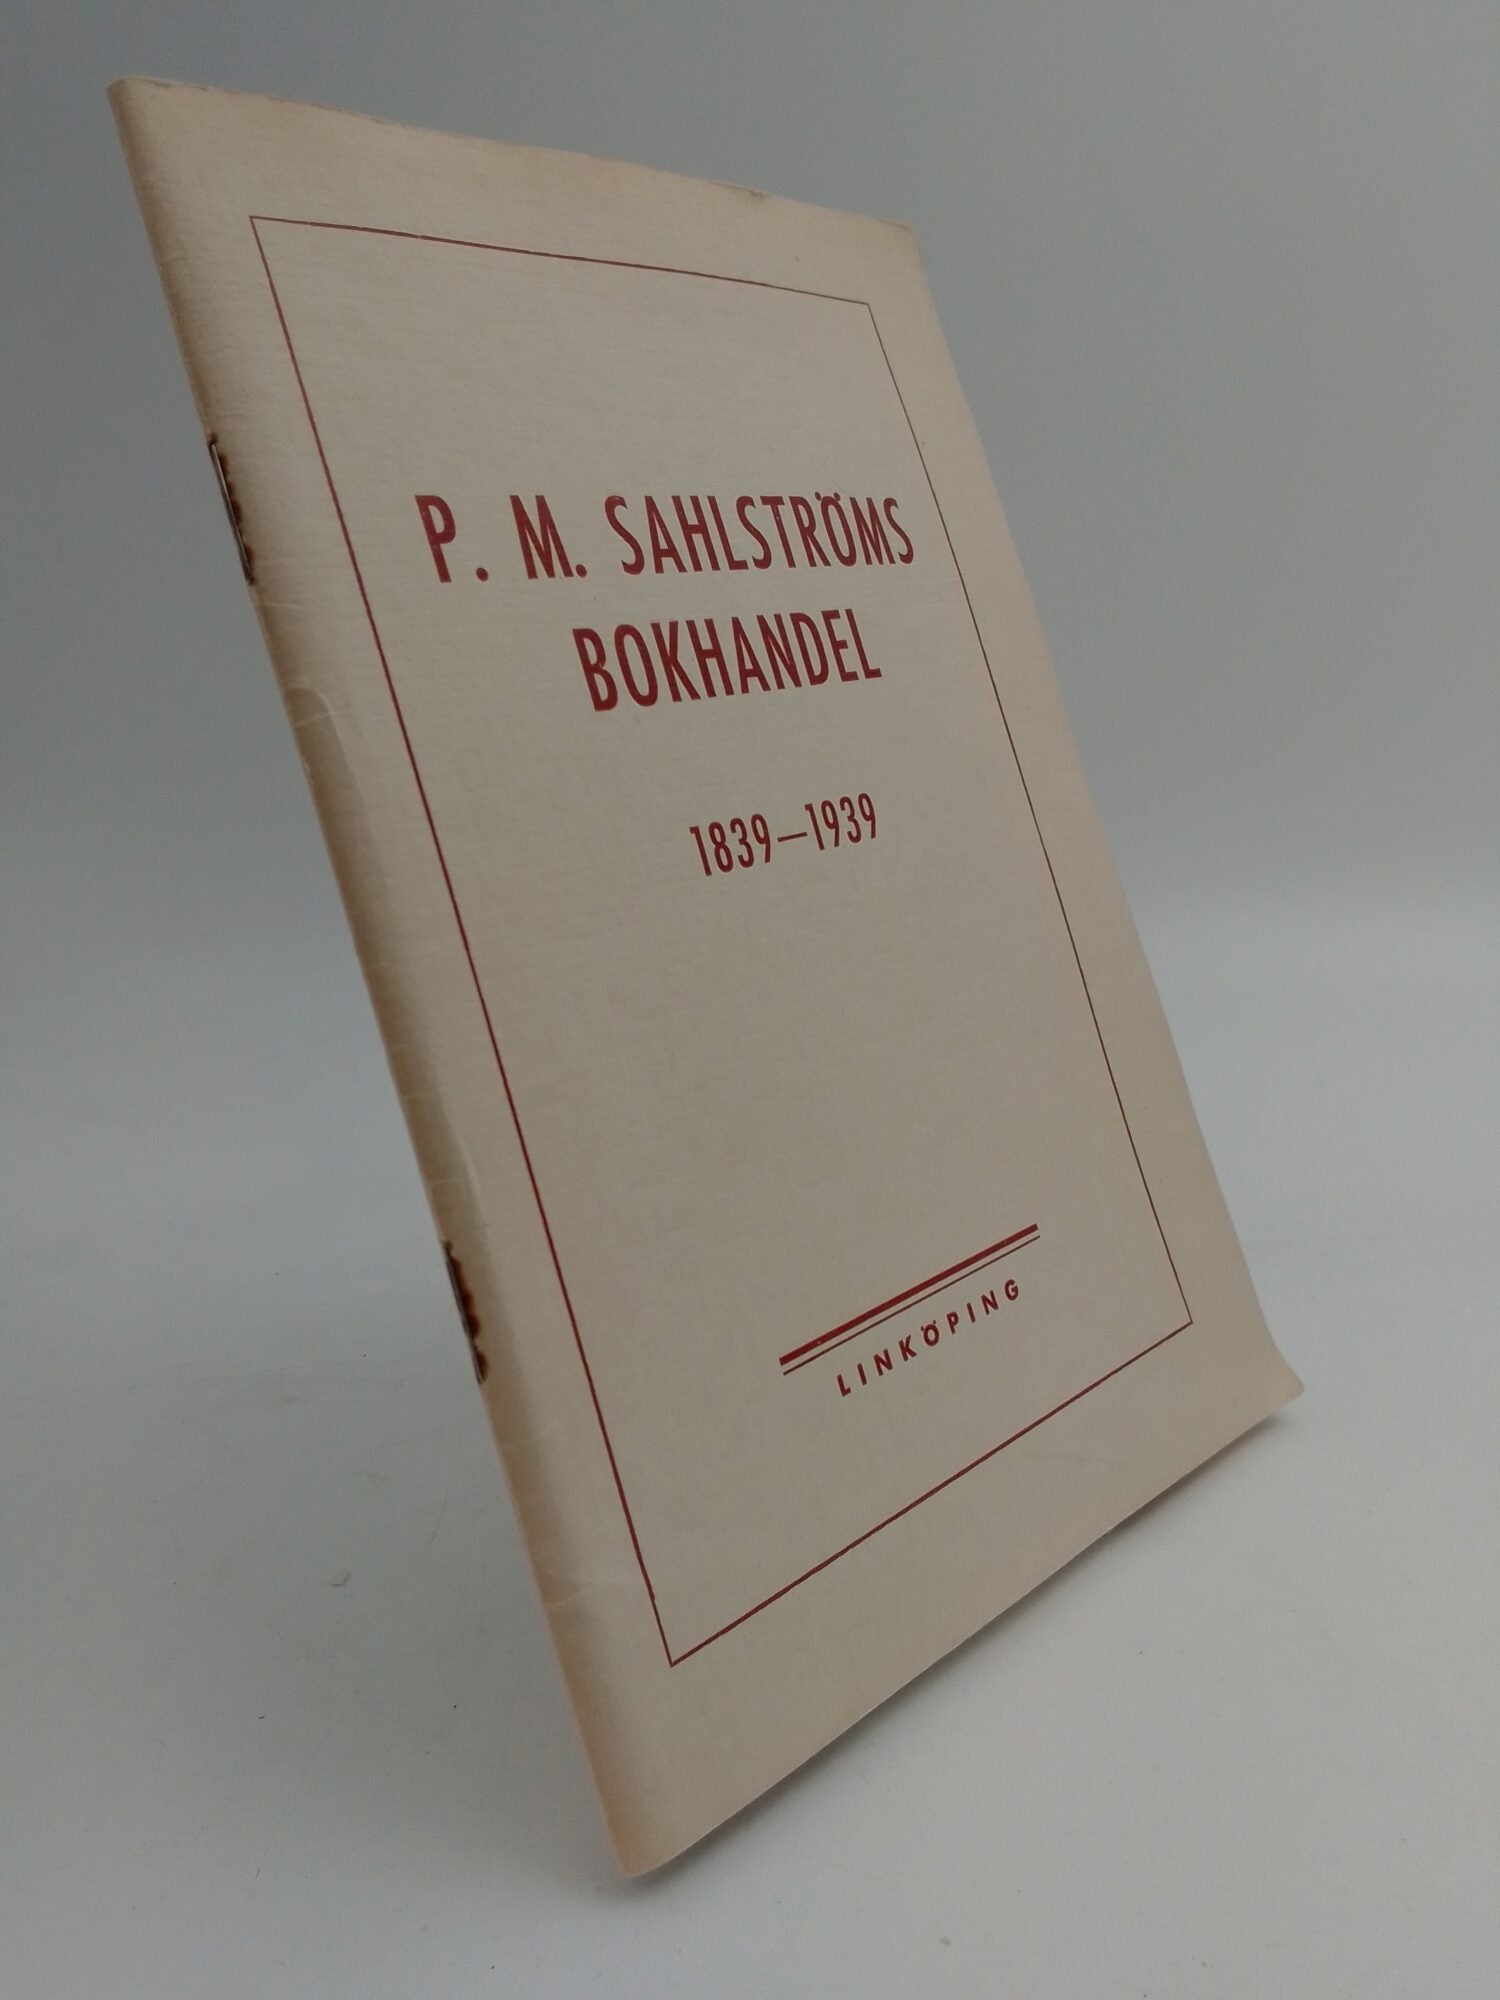 P. M. SAHLSTRÖMS
BOKHANDEL
1839—1939
LINKÖPING